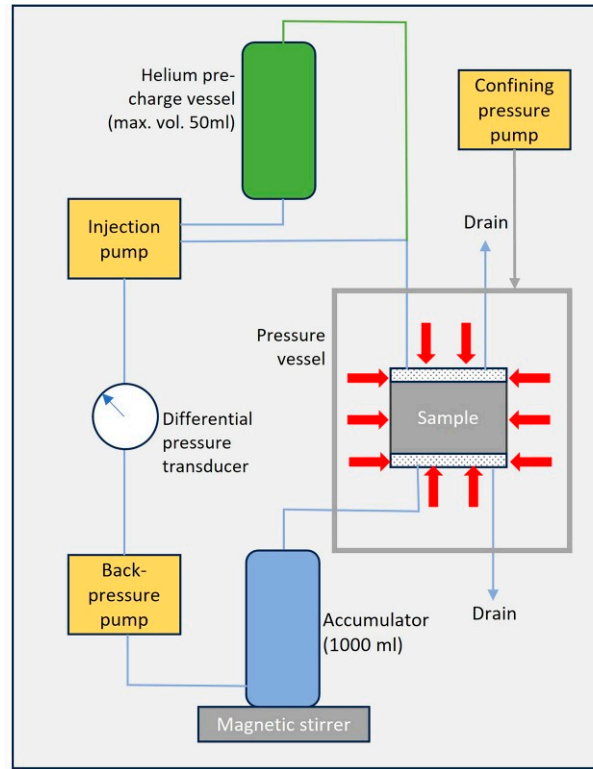 Helium pre-
charge vessel
(max. vol. 50ml)
Confining
pressure
pump
Injection
pump
Drain
Pressure
vessel
Sample
Differential
pressure
transducer
Back-
pressure
pump
Accumulator
(1000 ml)
Drain
Magnetic stirrer